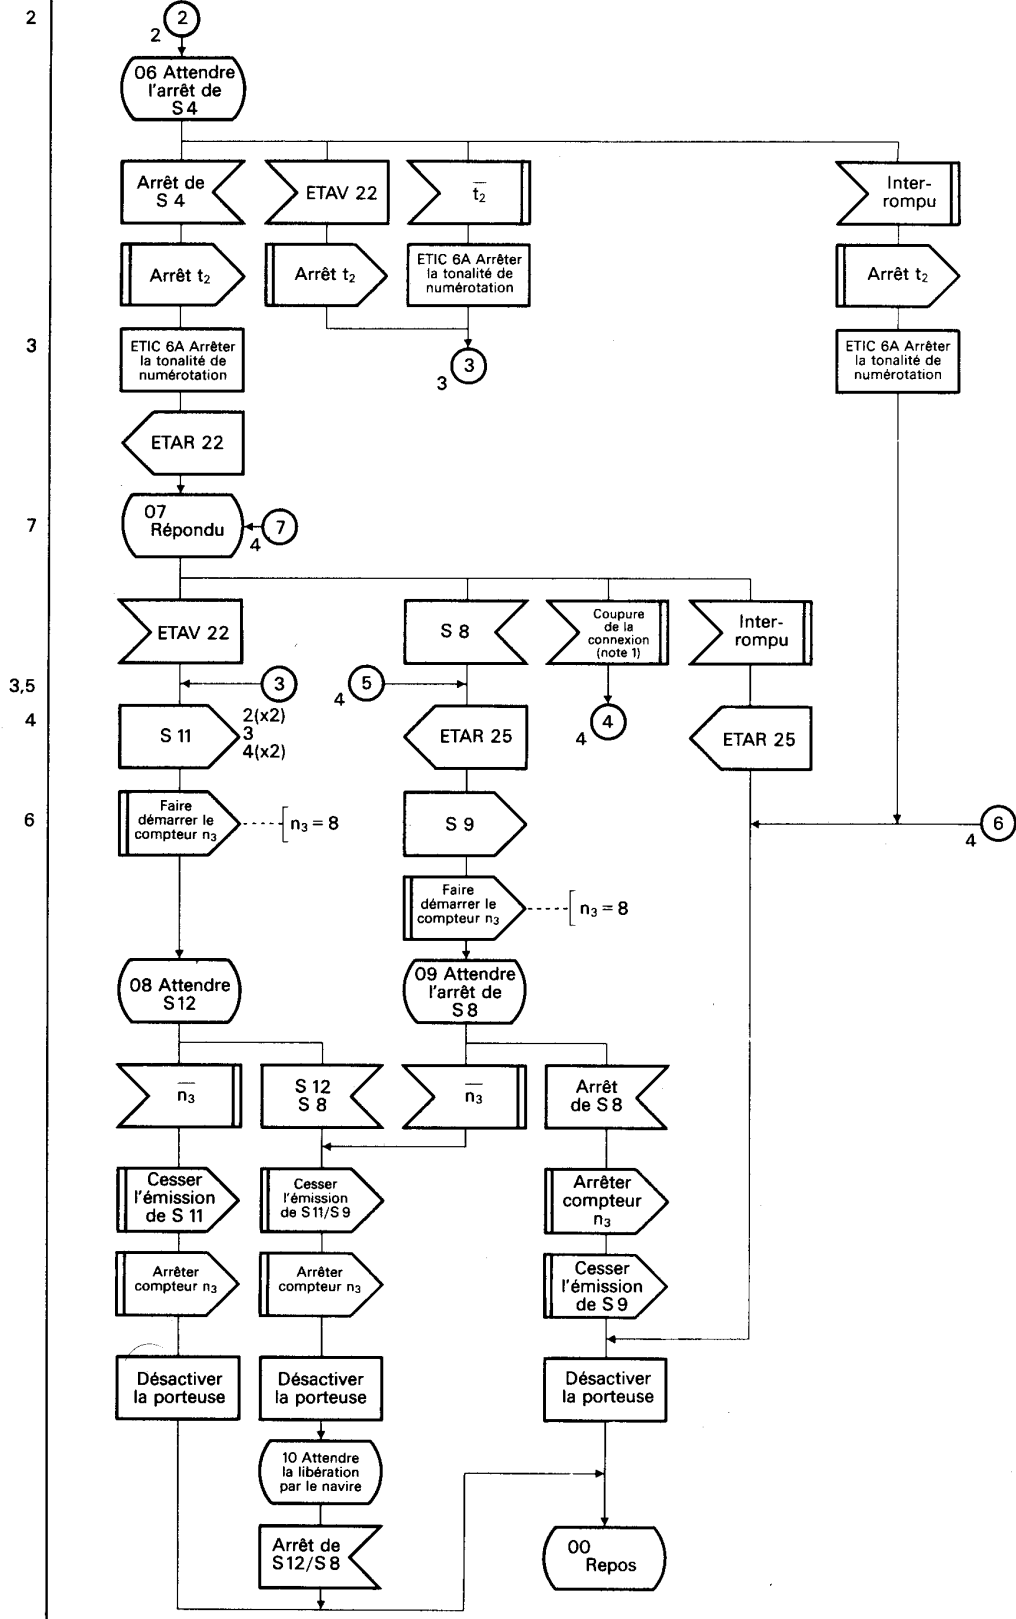 2
2
2
06 Attendre
l'arrêt de
S 4
Arrêt de
S 4
ETAV 22
t2
Inter-
rompu
Arrêt t2
Arrêt t2
ETIC 6A Arrêter
la tonalité de
numérotation
Arrêt t2
3
ETIC 6A Arrêter
la tonalité de
numérotation
3
3
ETIC 6A Arrêter
la tonalité de
numérotation
ETAR 22
7
07
Répondu
7
4
ETAV 22
S 8
Coupure
de la
connexion
(note 1)
Inter-
rompu
3,5
3
5
4
4
S 11
2(x2)
3
4(x2)
ETAR 25
4
4
ETAR 25
6
Faire
démarrer le
compteur n3
n3 = 8
S 9
6
4
Faire
démarrer le
compteur n3
n3 = 8
08 Attendre
S12
09 Attendre
l'arrêt de
S8
n3
S 12
S 8
n3
Arrêt
de S 8
Cesser
l'émission
de S 11
Cesser
l'émission
de S 11/S 9
Arrêter
compteur
n3
Arrêter
compteur n3
Arrêter
compteur n3
Cesser
l'émission
de S 9
Désactiver
la porteuse
Désactiver
la porteuse
Désactiver
la porteuse
10 Attendre
la libération
par le navire
Arrêt de
S12/S 8
00
Repos